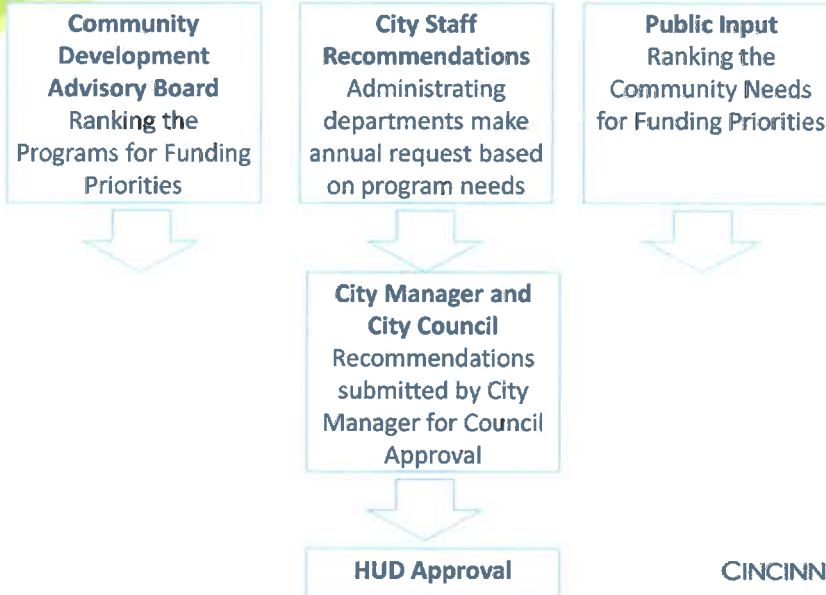 Community
Development
Advisory Board
Ranking the
Programs for Funding
Priorities
City Staff
Recommendations
Administrating
departments make
annual request based
on program needs
Public Input
Ranking the
Community Needs
for Funding Priorities
City Manager and
City Council
Recommendations
submitted by City
Manager for Council
Approval
HUD Approval
CINCINN